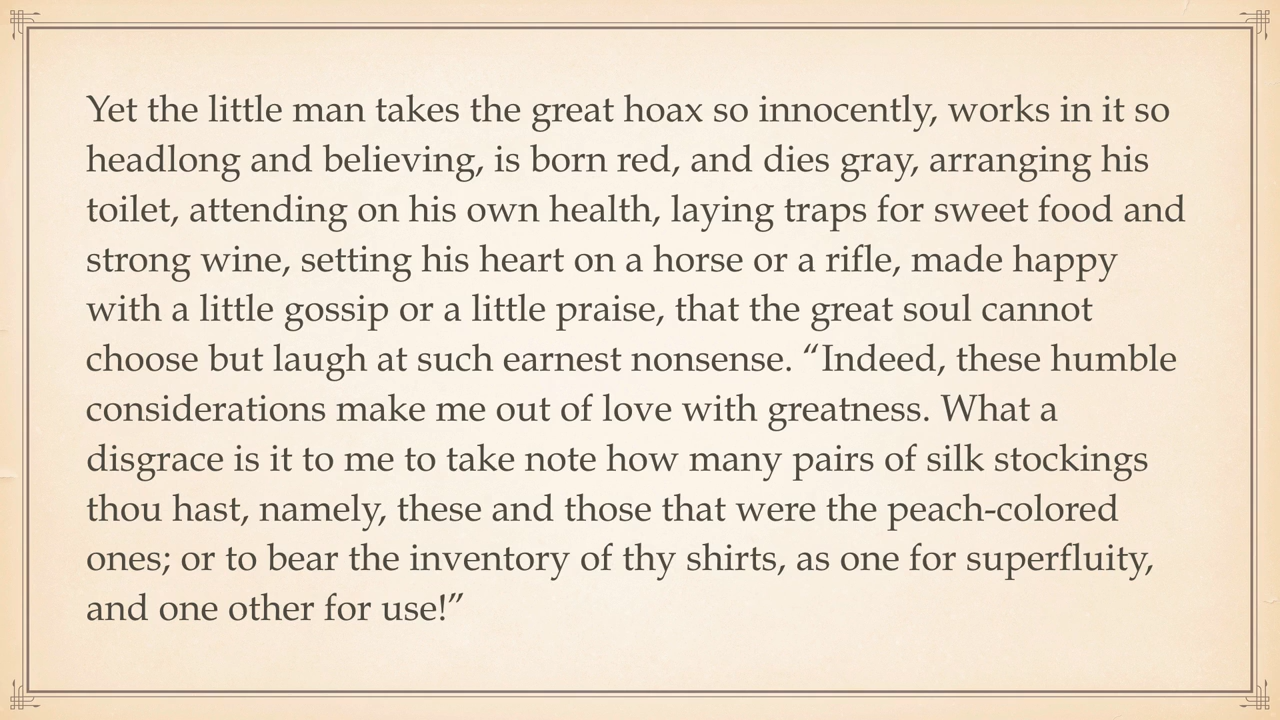 Yet the little man takes the great hoax so innocently, works in it so
headlong and believing, is born red, and dies gray, arranging his
toilet, attending on his own health, laying traps for sweet food and
strong wine, setting his heart on a horse or a rifle, made happy
with a little gossip or a little praise, that the great soul cannot
choose but laugh at such earnest nonsense. “Indeed, these humble
considerations make me out of love with greatness. What a
disgrace is it to me to take note how many pairs of silk stockings
thou hast, namely, these and those that were the peach-colored
ones; or to bear the inventory of thy shirts, as one for superfluity,
and one other for use!”